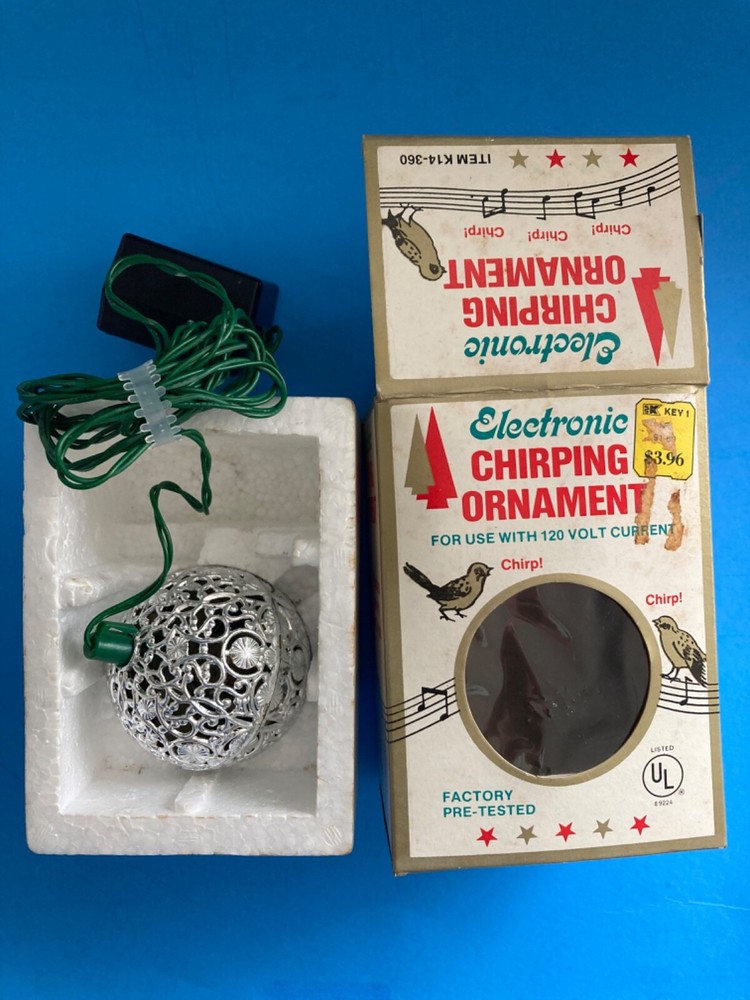 ITEM K14-360
Chirp! Chirp! Chirp!
Electronic
CHIRPING
ORNAMENT
Electronic
CHIRPING
ORNAMENT
KEY 1
$3.96
FOR USE WITH 120 VOLT CURRENT
Chirp!
Chirp!
LISTED
UL
®
E9224
FACTORY
PRE-TESTED